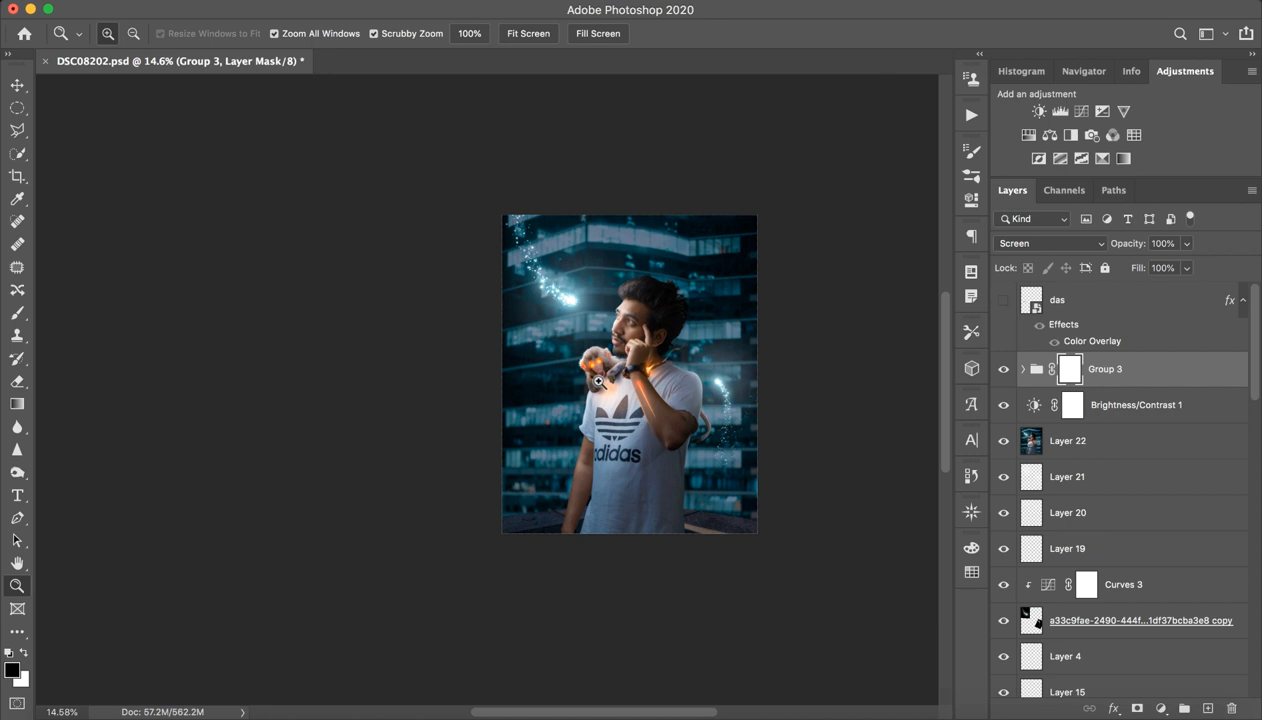 Adobe Photoshop 2020
Resize Windows to Fit Zoom All Windows Scrubby Zoom 100% Fit Screen Fill Screen
DSC08202.psd @ 14.6% (Group 3, Layer Mask/8) *
Histogram Navigator Info Adjustments
Add an adjustment
Layers Channels Paths
Kind
Screen Opacity: 100%
Lock: Fill: 100%
das fx
Effects
Color Overlay
Group 3
Brightness/Contrast 1
Layer 22
Layer 21
Layer 20
Layer 19
Curves 3
a33c9fae-2490-444f...1df37bcba3e8 copy
Layer 4
Layer 15
adidas
14.58% Doc: 57.2M/562.2M
fx